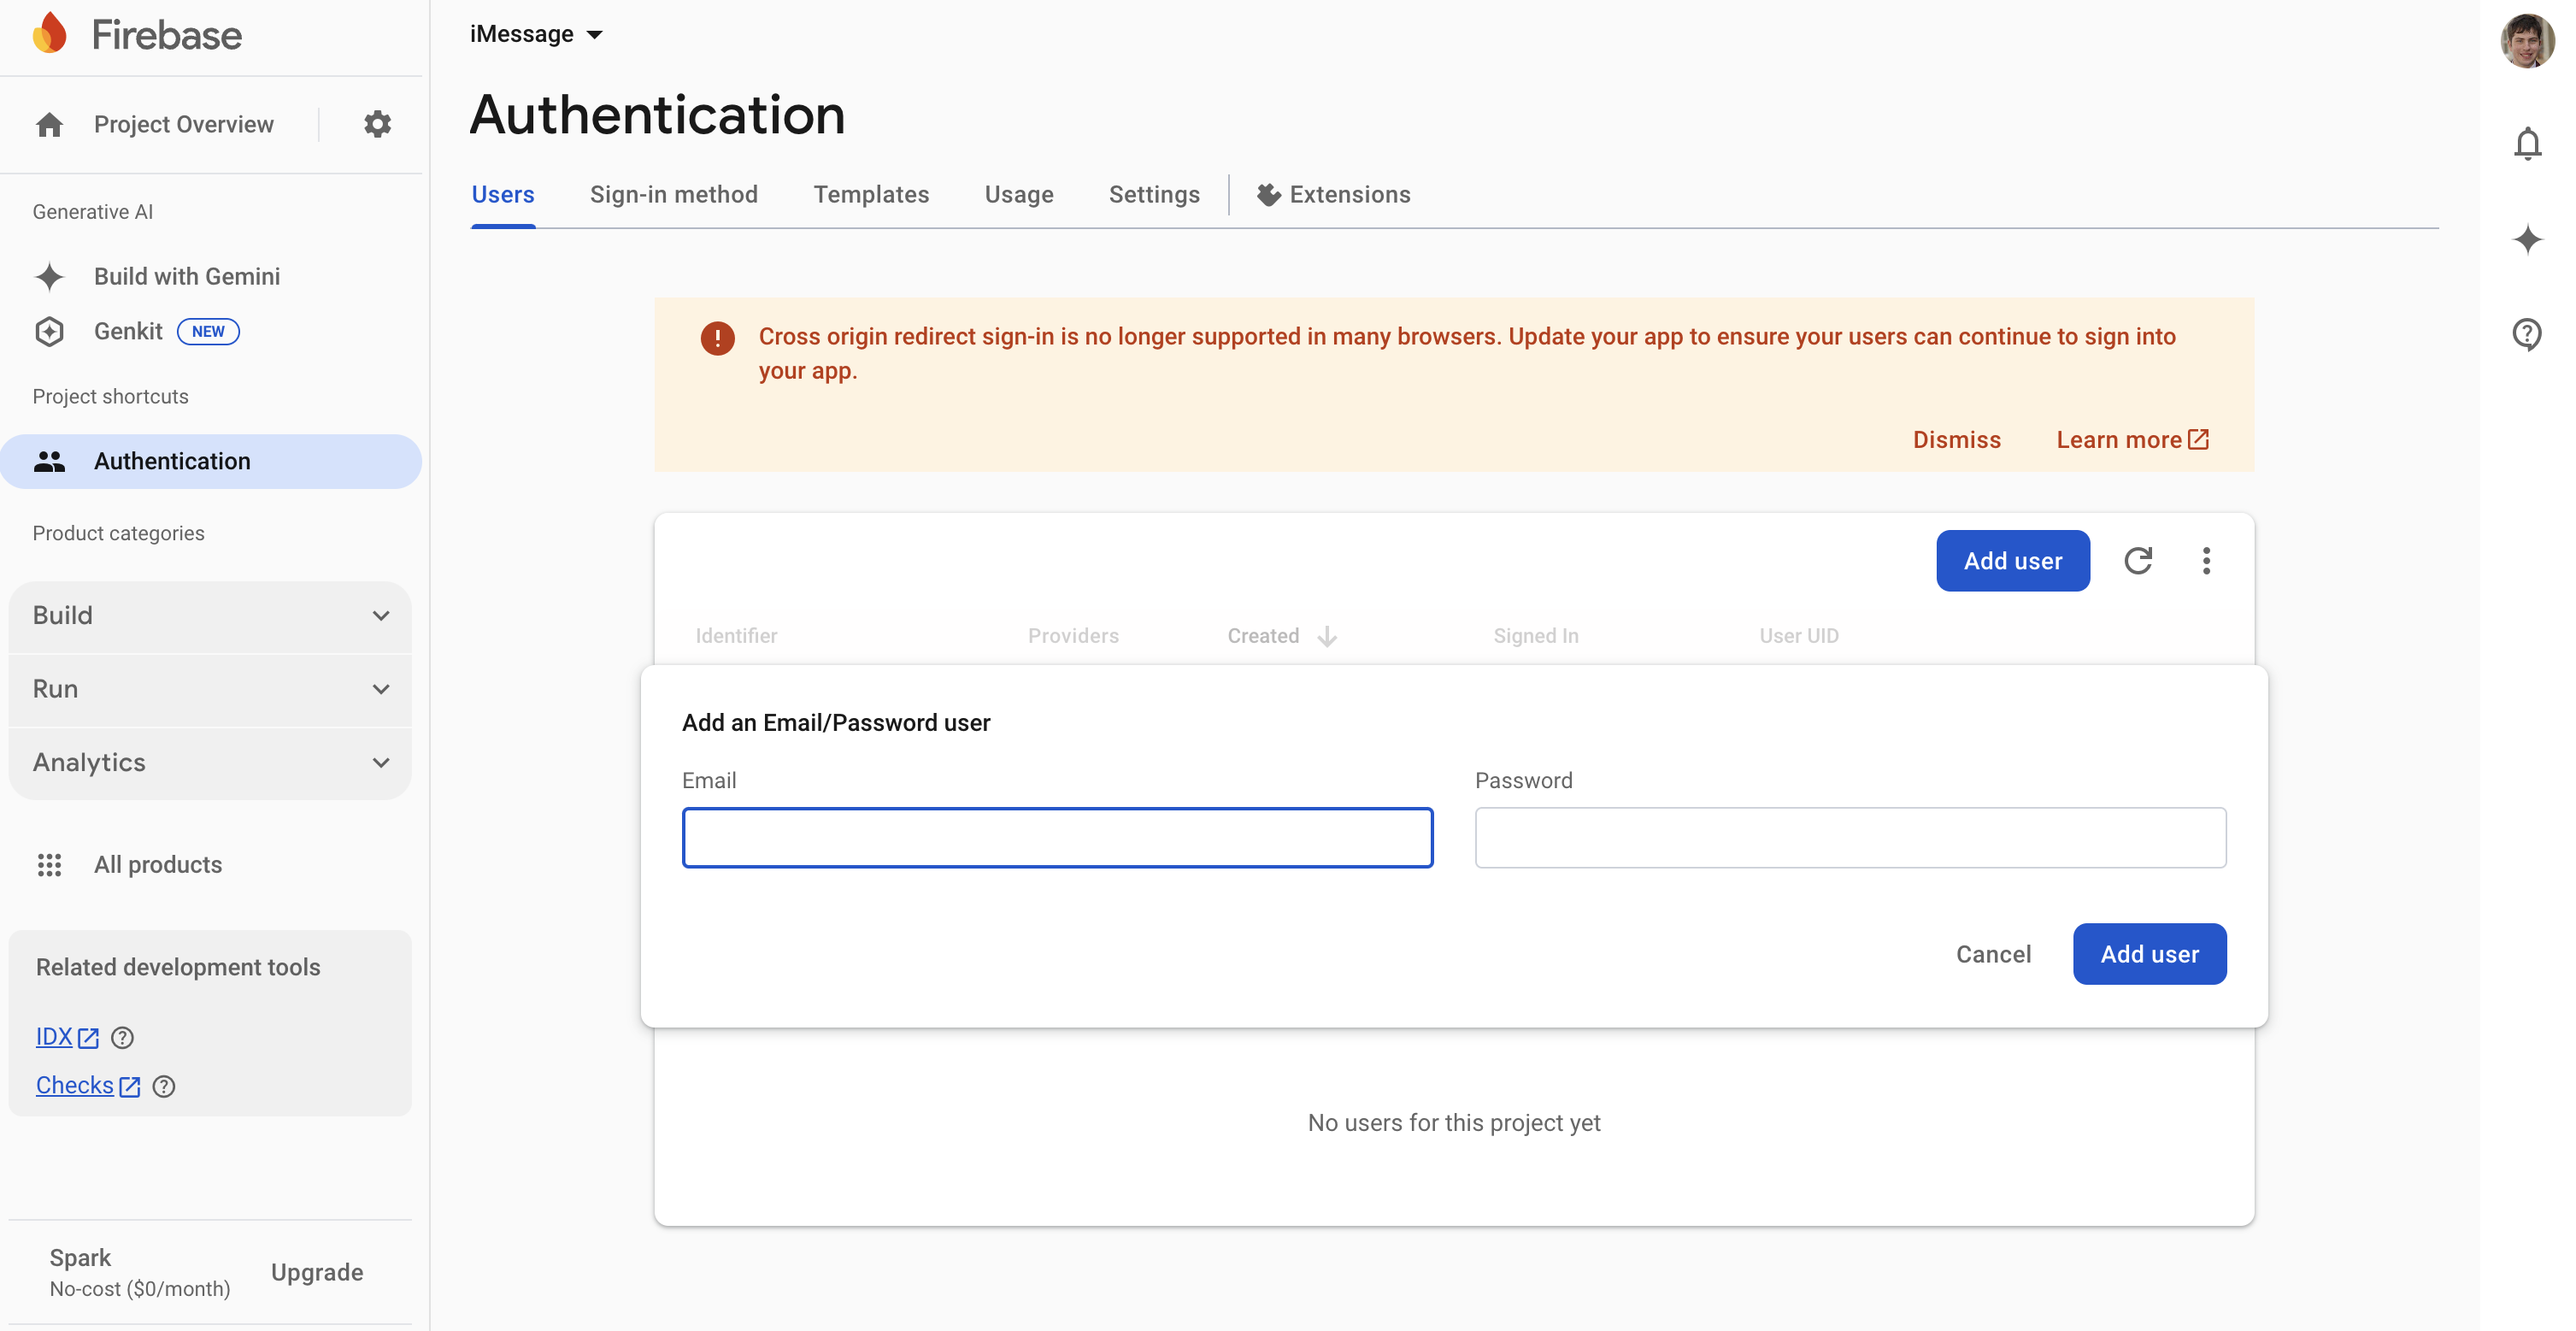 Firebase
Project Overview
Generative AI
Build with Gemini
Genkit NEW
Project shortcuts
Authentication
Product categories
Build
Run
Analytics
All products
Related development tools
IDX
Checks
Spark
No-cost ($0/month)
Upgrade
iMessage
Authentication
Users Sign-in method Templates Usage Settings Extensions
Cross origin redirect sign-in is no longer supported in many browsers. Update your app to ensure your users can continue to sign into
your app.
Dismiss Learn more
Add user
Identifier Providers Created Signed In User UID
Add an Email/Password user
Email Password
Cancel Add user
No users for this project yet